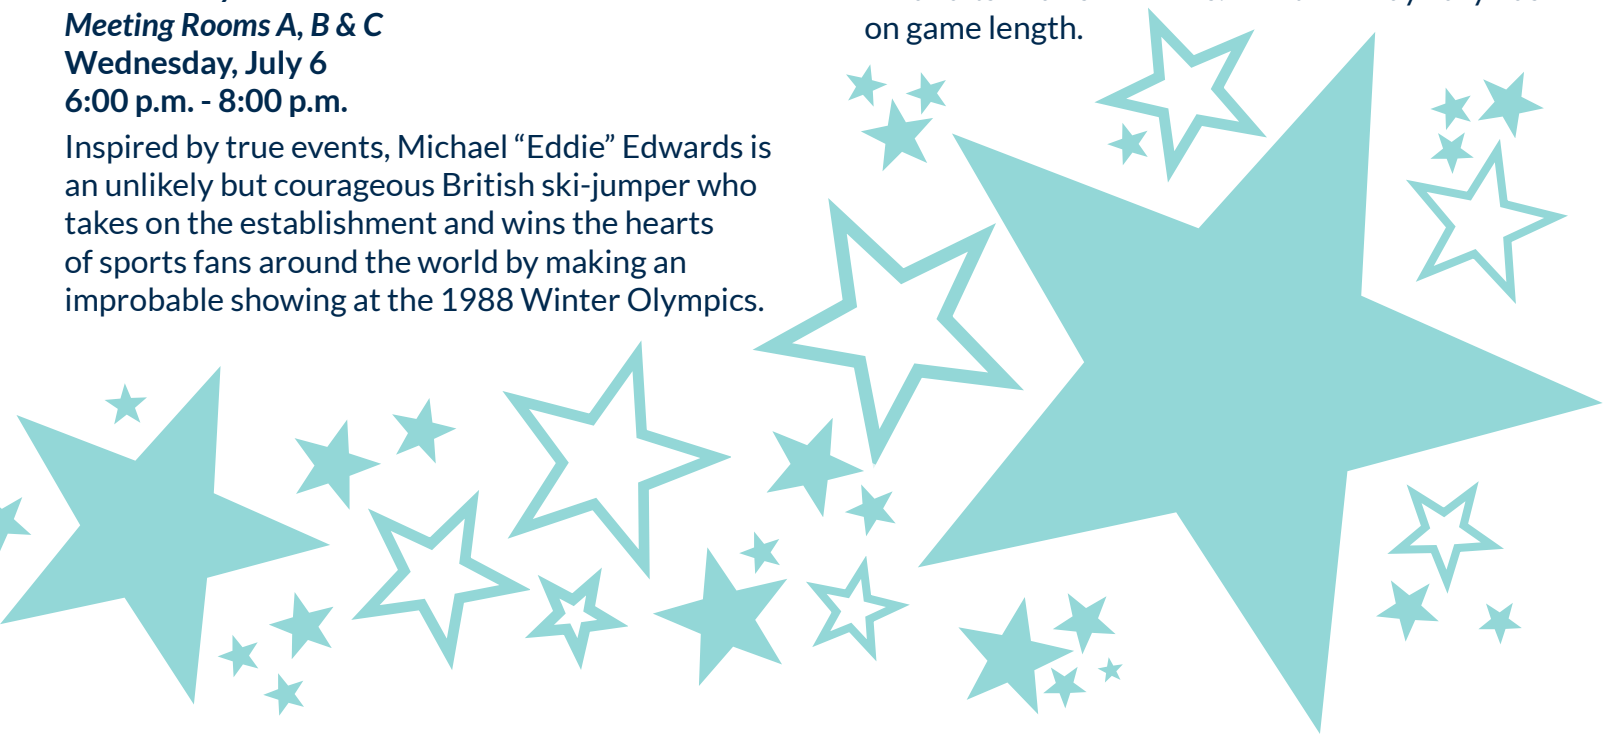 Meeting Rooms A, B & C
Wednesday, July 6
6:00 p.m. - 8:00 p.m.
Inspired by true events, Michael “Eddie” Edwards is
an unlikely but courageous British ski-jumper who
takes on the establishment and wins the hearts
of sports fans around the world by making an
improbable showing at the 1988 Winter Olympics.
on game length.